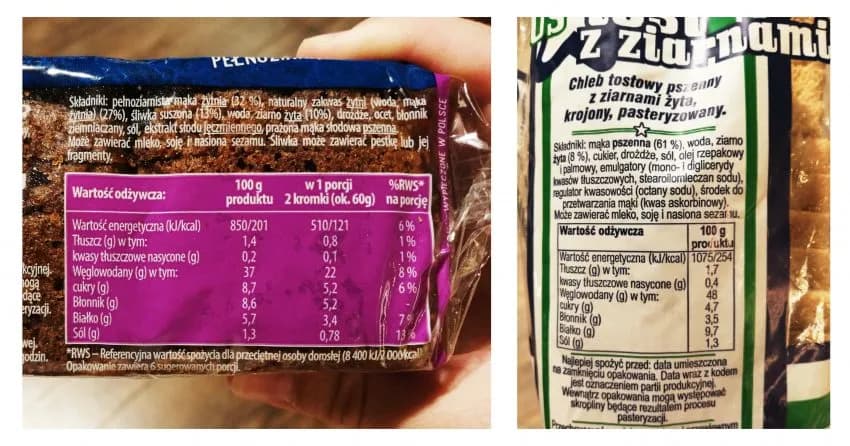 Składniki: pełnoziarnista mąka żytnia (32 %), naturalny zakwas żytni (woda, mąka
żytnia) (27%), śliwka suszona (13%), woda, ziarno żyta (10%), drożdże, ocet, błonnik
ziemniaczany, sól, ekstrakt słodu jęczmiennego, prażona mąka słodowa pszenna.
Może zawierać mleko, soję i nasiona sezamu. Śliwka może zawierać pestkę lub jej
fragmenty.
WYPIECZONE W POLSCE
Wartość odżywcza: 100 g produktu w 1 porcji 2 kromki (ok. 60g) %RWS* na porcję
Wartość energetyczna (kJ/kcal) 850/201 510/121 6%
Tłuszcz (g) w tym: 1,4 0,8 1%
kwasy tłuszczowe nasycone (g) 0,2 0,1 1%
Węglowodany (g) w tym: 37 22 8%
cukry (g) 8,7 5,2 6%
Błonnik (g) 8,6 5,2 -
Białko (g) 5,7 3,4 7%
Sól (g) 1,3 0,78 13%
*RWS – Referencyjna wartość spożycia dla przeciętnej osoby dorosłej (8 400 kJ/2 000kcal)
Opakowanie zawiera 6 sugerowanych porcji.
z ziarnami
Chleb tostowy pszenny
z ziarnami żyta,
krojony, pasteryzowany.
Składniki: mąka pszenna (61 %), woda, ziarno
żyta (8 %), cukier, drożdże, sól, olej rzepakowy
i palmowy, emulgatory (mono- i diglicerydy
kwasów tłuszczowych, stearoilomleczan sodu),
regulator kwasowości (octany sodu), środek do
przetwarzania mąki (kwas askorbinowy).
Może zawierać mleko, soję i nasiona sezamu.
Wartość odżywcza 100 g produktu
Wartość energetyczna (kJ/kcal) 1075/254
Tłuszcz (g) w tym: 1,7
kwasy tłuszczowe nasycone (g) 0,4
Węglowodany (g) w tym: 48
cukry (g) 4,7
Błonnik (g) 3,5
Białko (g) 9,7
Sól (g) 1,3
Najlepiej spożyć przed: data umieszczona
na zamknięciu opakowania. Data wraz z kodem
jest oznaczeniem partii produkcyjnej.
Wewnątrz opakowania mogą występować
skropliny będące rezultatem procesu
pasteryzacji.